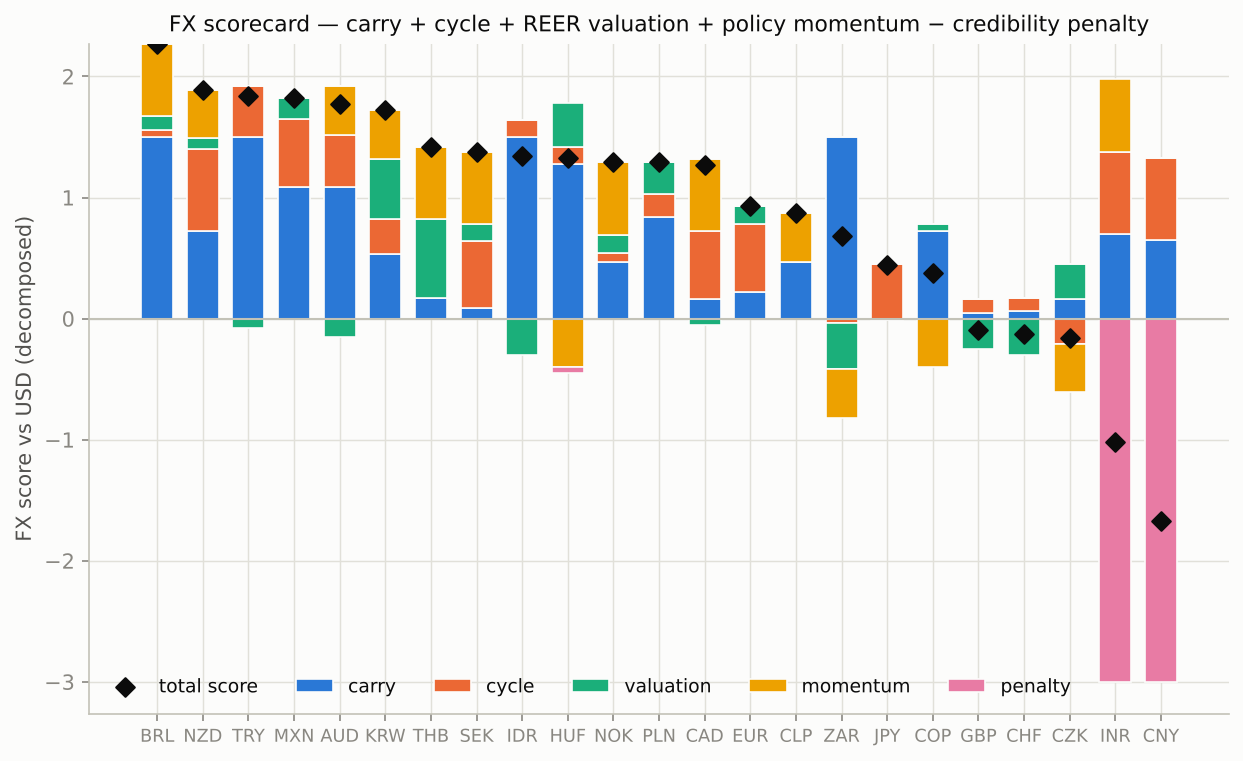 FX scorecard — carry + cycle + REER valuation + policy momentum − credibility penalty
FX score vs USD (decomposed)
2
1
0
−1
−2
−3
total score carry cycle valuation momentum penalty
BRL NZD TRY MXN AUD KRW THB SEK IDR HUF NOK PLN CAD EUR CLP ZAR JPY COP GBP CHF CZK INR CNY